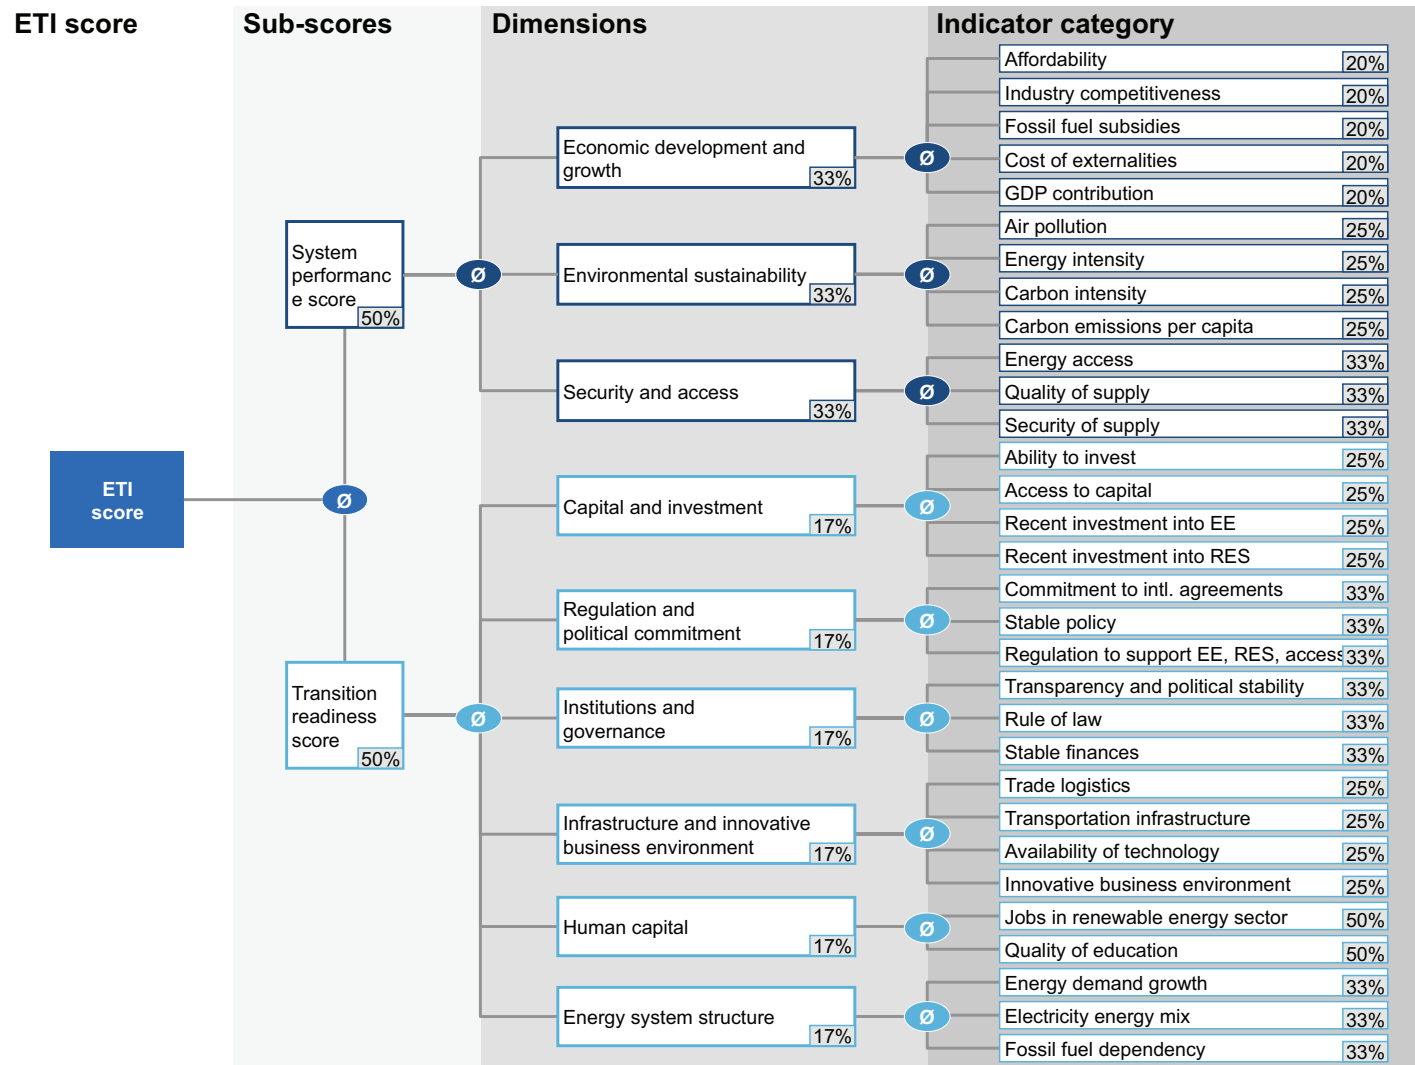 ETI score
Sub-scores
Dimensions
Indicator category
ETI
score
Ø
System
performanc
e score
50%
Ø
Transition
readiness
score
50%
Ø
Economic development and
growth
33%
Ø
Environmental sustainability
33%
Ø
Security and access
33%
Ø
Capital and investment
17%
Ø
Regulation and
political commitment
17%
Ø
Institutions and
governance
17%
Ø
Infrastructure and innovative
business environment
17%
Ø
Human capital
17%
Ø
Energy system structure
17%
Ø
Affordability 20%
Industry competitiveness 20%
Fossil fuel subsidies 20%
Cost of externalities 20%
GDP contribution 20%
Air pollution 25%
Energy intensity 25%
Carbon intensity 25%
Carbon emissions per capita 25%
Energy access 33%
Quality of supply 33%
Security of supply 33%
Ability to invest 25%
Access to capital 25%
Recent investment into EE 25%
Recent investment into RES 25%
Commitment to intl. agreements 33%
Stable policy 33%
Regulation to support EE, RES, access 33%
Transparency and political stability 33%
Rule of law 33%
Stable finances 33%
Trade logistics 25%
Transportation infrastructure 25%
Availability of technology 25%
Innovative business environment 25%
Jobs in renewable energy sector 50%
Quality of education 50%
Energy demand growth 33%
Electricity energy mix 33%
Fossil fuel dependency 33%